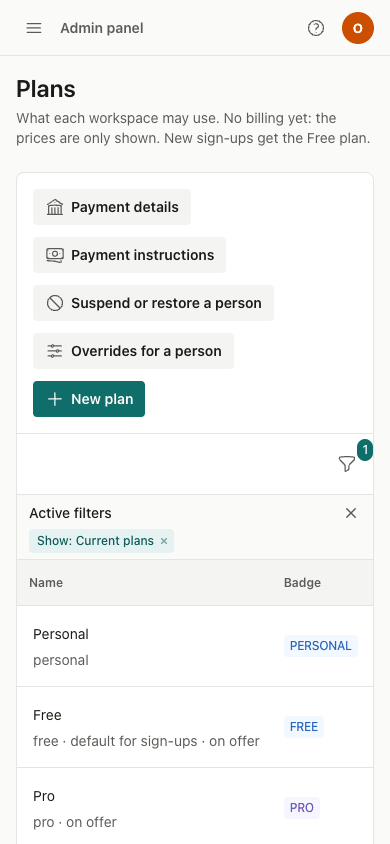 Admin panel
O
Plans
What each workspace may use. No billing yet: the
prices are only shown. New sign-ups get the Free plan.
Payment details
Payment instructions
Suspend or restore a person
Overrides for a person
New plan
1
Active filters
Show: Current plans ×
Name Badge
Personal
personal
PERSONAL
Free
free · default for sign-ups · on offer
FREE
Pro
pro · on offer
PRO